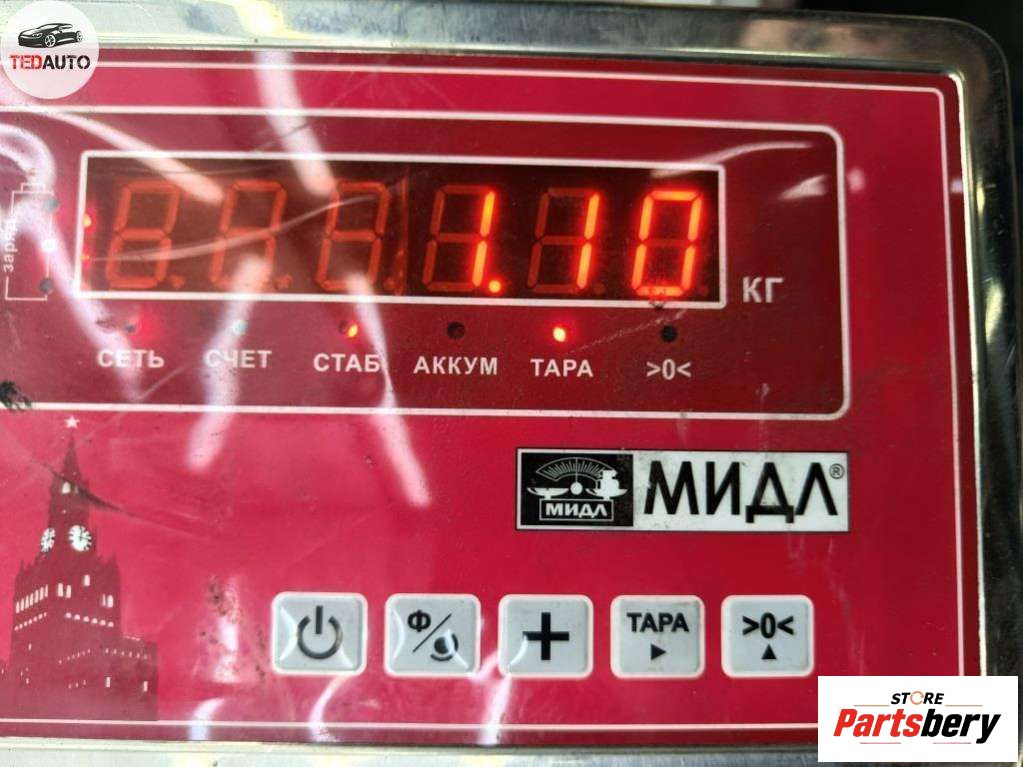 TEDAUTO
1.10
КГ
СЕТЬ СЧЕТ СТАБ АККУМ ТАРА >0<
МИДЛ МИДЛ®
Ф ТАРА >0<
STORE
Partsbery